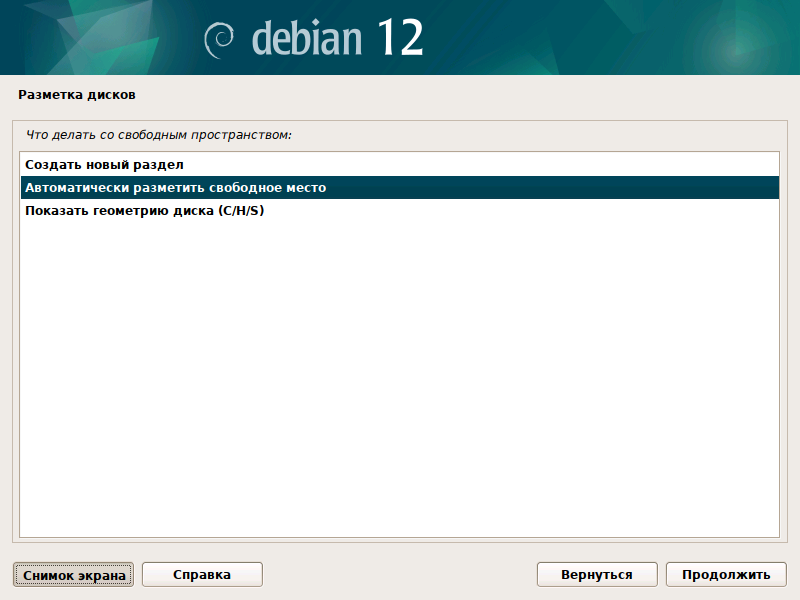 debian 12
Разметка дисков
Что делать со свободным пространством:
Создать новый раздел
Автоматически разметить свободное место
Показать геометрию диска (C/H/S)
Снимок экрана
Справка
Вернуться
Продолжить